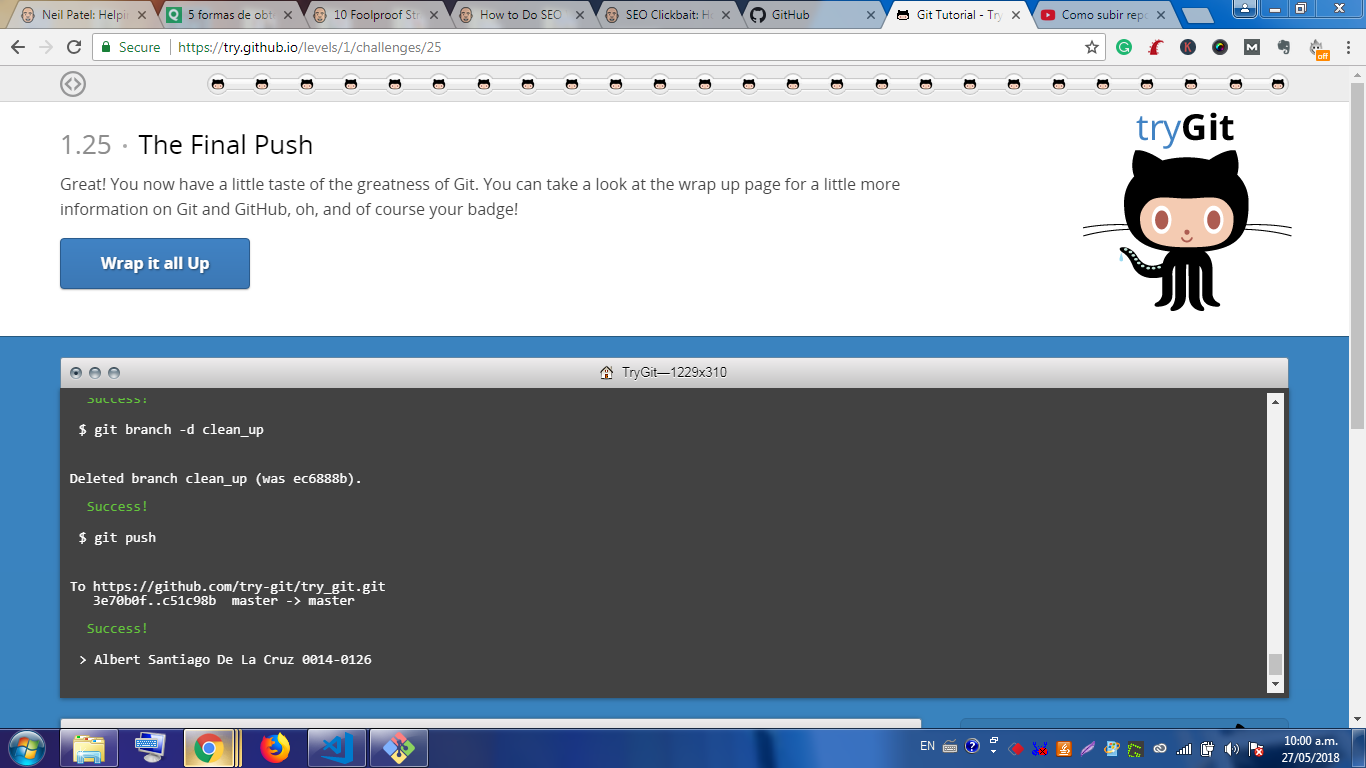 Neil Patel: Helpi
5 formas de obte
10 Foolproof Str
How to Do SEO
SEO Clickbait: H
GitHub
Git Tutorial - Try
Como subir repo
Secure
https://try.github.io/levels/1/challenges/25
off
1.25 · The Final Push
tryGit
Great! You now have a little taste of the greatness of Git. You can take a look at the wrap up page for a little more
information on Git and GitHub, oh, and of course your badge!
Wrap it all Up
TryGit—1229x310
Success!
$ git branch -d clean_up
Deleted branch clean_up (was ec6888b).
Success!
$ git push
To https://github.com/try-git/try_git.git
3e70b0f..c51c98b master -> master
Success!
> Albert Santiago De La Cruz 0014-0126
EN
10:00 a.m.
27/05/2018